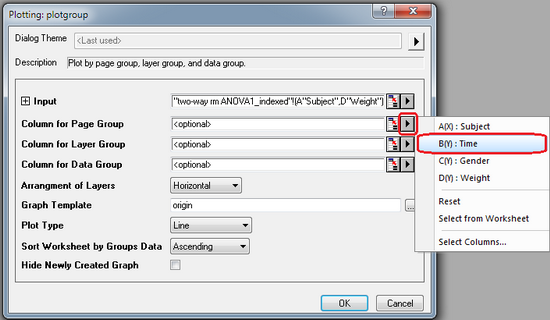 Plotting: plotgroup
Dialog Theme <Last used>
Description Plot by page group, layer group, and data group.
Input "two-way rm ANOVA1_indexed"!(A"Subject",D"Weight")
Column for Page Group <optional>
Column for Layer Group <optional>
Column for Data Group <optional>
Arrangment of Layers Horizontal
Graph Template origin ...
Plot Type Line
Sort Worksheet by Groups Data Ascending
Hide Newly Created Graph
OK Cancel
A(X) : Subject
B(Y) : Time
C(Y) : Gender
D(Y) : Weight
Reset
Select from Worksheet
Select Columns...